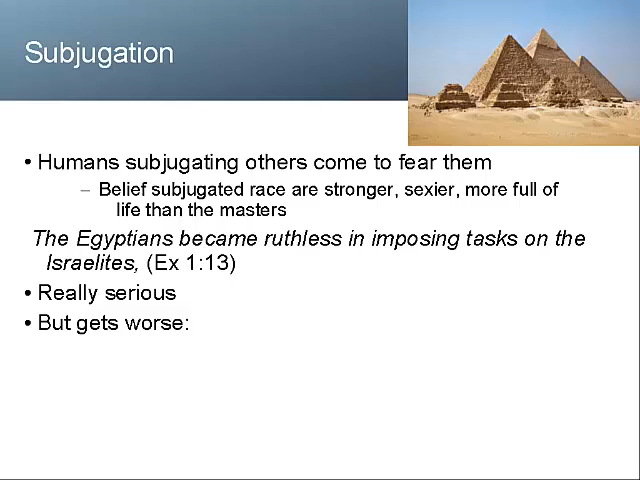 Subjugation
• Humans subjugating others come to fear them
– Belief subjugated race are stronger, sexier, more full of
life than the masters
The Egyptians became ruthless in imposing tasks on the
Israelites, (Ex 1:13)
• Really serious
• But gets worse: